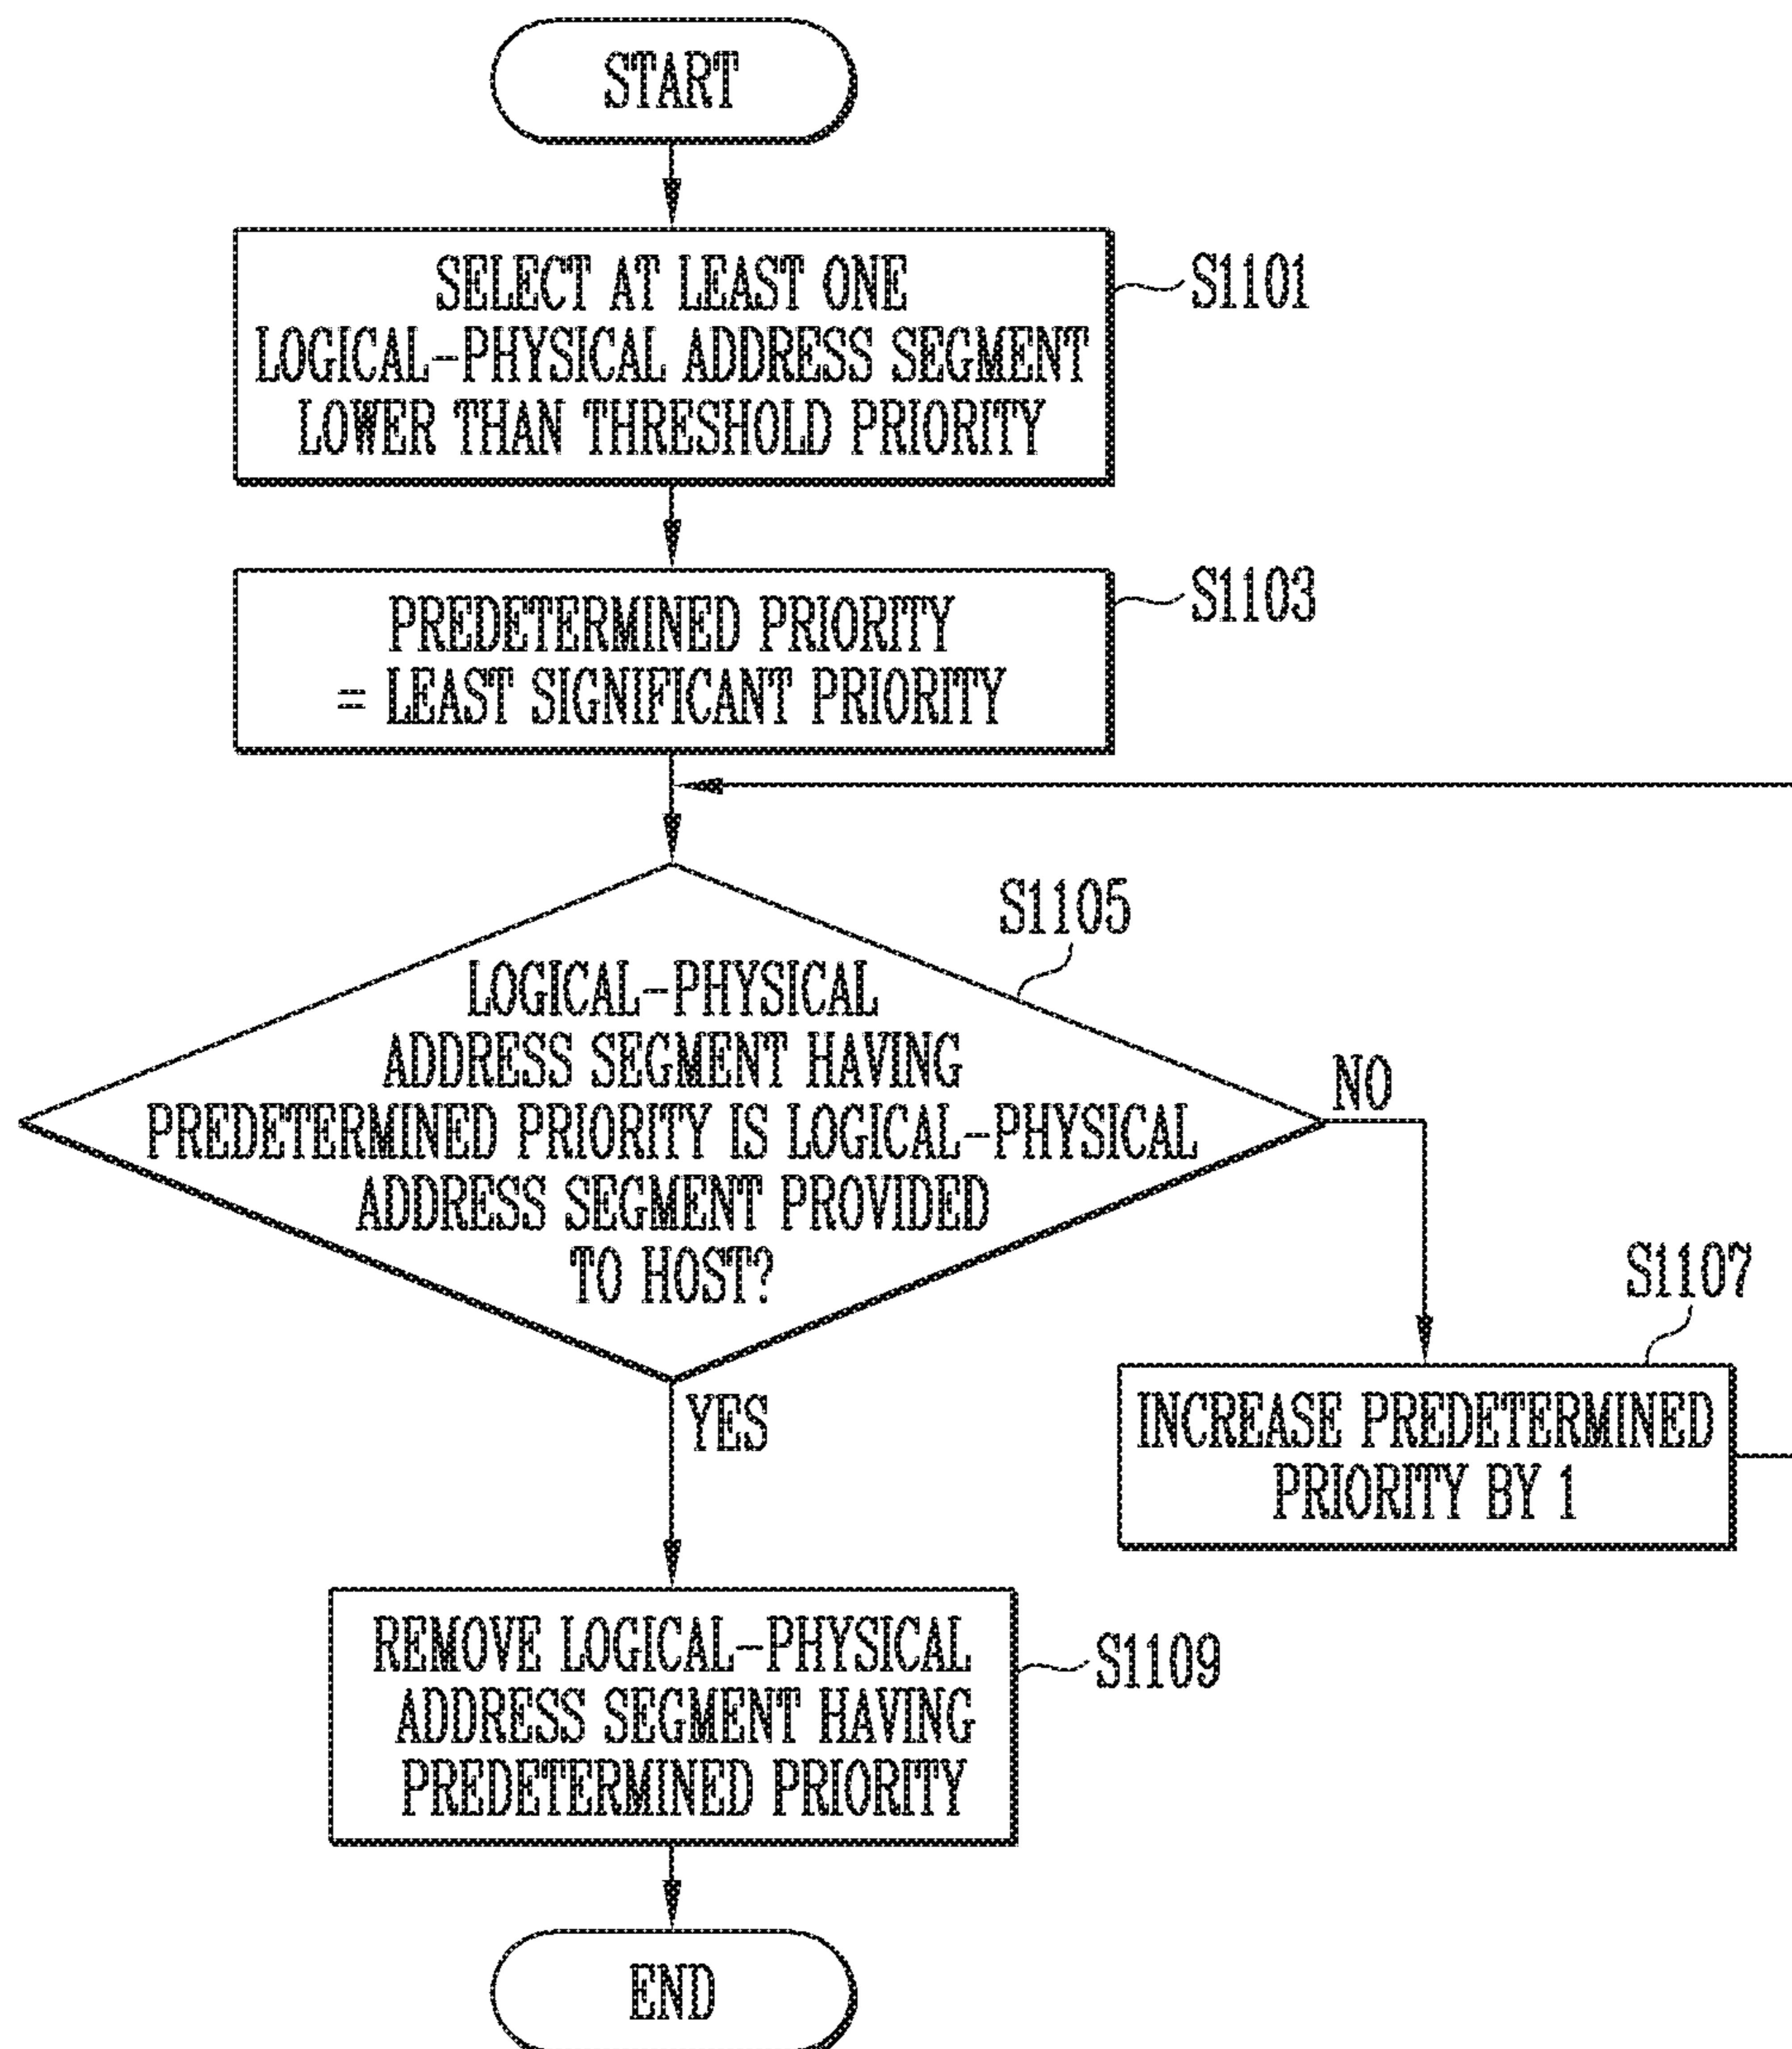 START
SELECT AT LEAST ONE
LOGICAL-PHYSICAL ADDRESS SEGMENT
LOWER THAN THRESHOLD PRIORITY
S1101
PREDETERMINED PRIORITY
= LEAST SIGNIFICANT PRIORITY
S1103
S1105
LOGICAL-PHYSICAL
ADDRESS SEGMENT HAVING
PREDETERMINED PRIORITY IS LOGICAL-PHYSICAL
ADDRESS SEGMENT PROVIDED
TO HOST?
NO
S1107
INCREASE PREDETERMINED
PRIORITY BY 1
YES
REMOVE LOGICAL-PHYSICAL
ADDRESS SEGMENT HAVING
PREDETERMINED PRIORITY
S1109
END